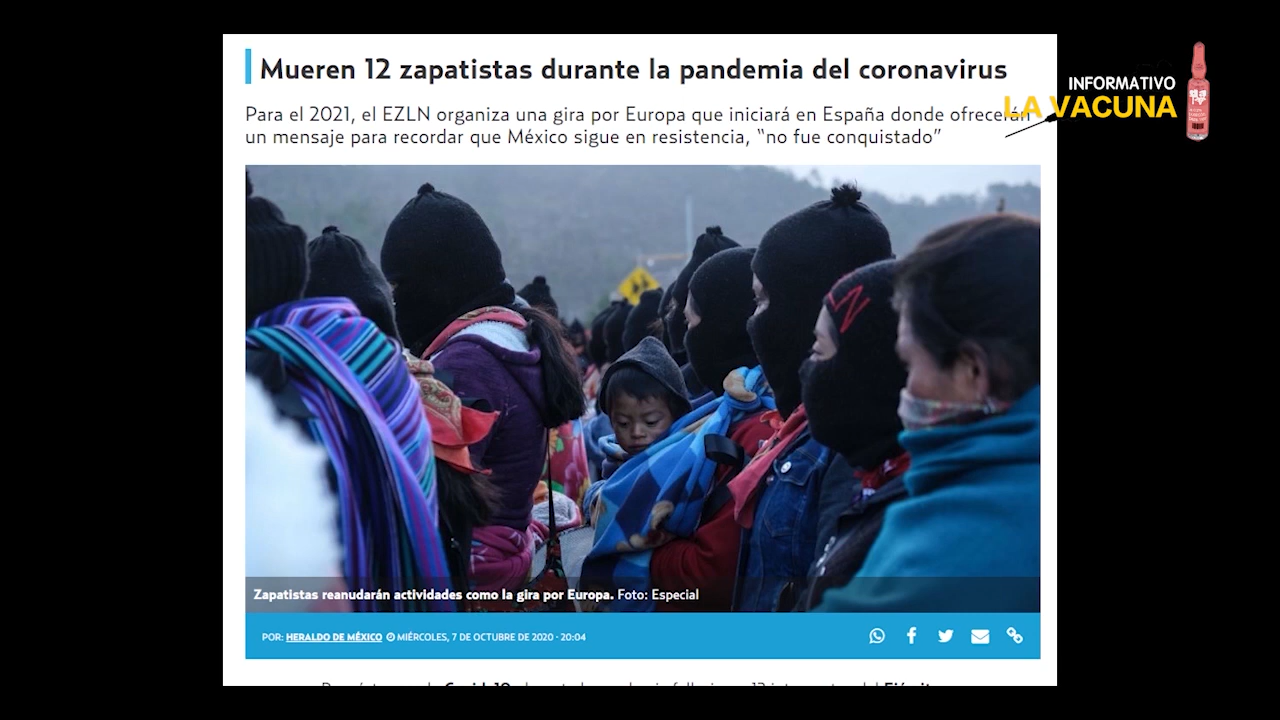 Mueren 12 zapatistas durante la pandemia del coronavirus
INFORMATIVO
LA VACUNA
Para el 2021, el EZLN organiza una gira por Europa que iniciará en España donde ofrecerán
un mensaje para recordar que México sigue en resistencia, “no fue conquistado”
Zapatistas reanudarán actividades como la gira por Europa. Foto: Especial
POR: HERALDO DE MÉXICO MIÉRCOLES, 7 DE OCTUBRE DE 2020 · 20:04